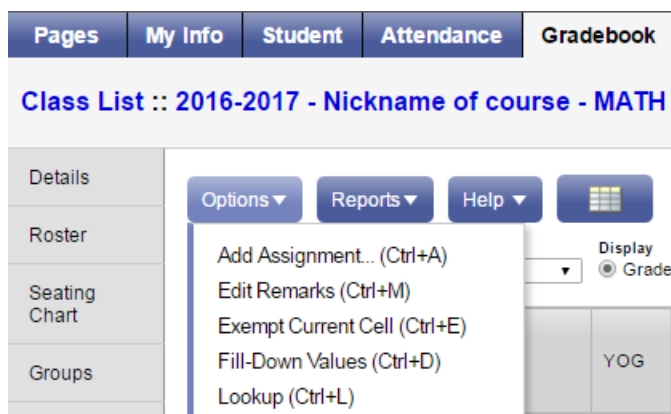 Pages My Info Student Attendance Gradebook
Class List :: 2016-2017 - Nickname of course - MATH
Details
Roster
Seating
Chart
Groups
Options Reports Help
Add Assignment... (Ctrl+A)
Edit Remarks (Ctrl+M)
Exempt Current Cell (Ctrl+E)
Fill-Down Values (Ctrl+D)
Lookup (Ctrl+L)
Display
Grade
YOG